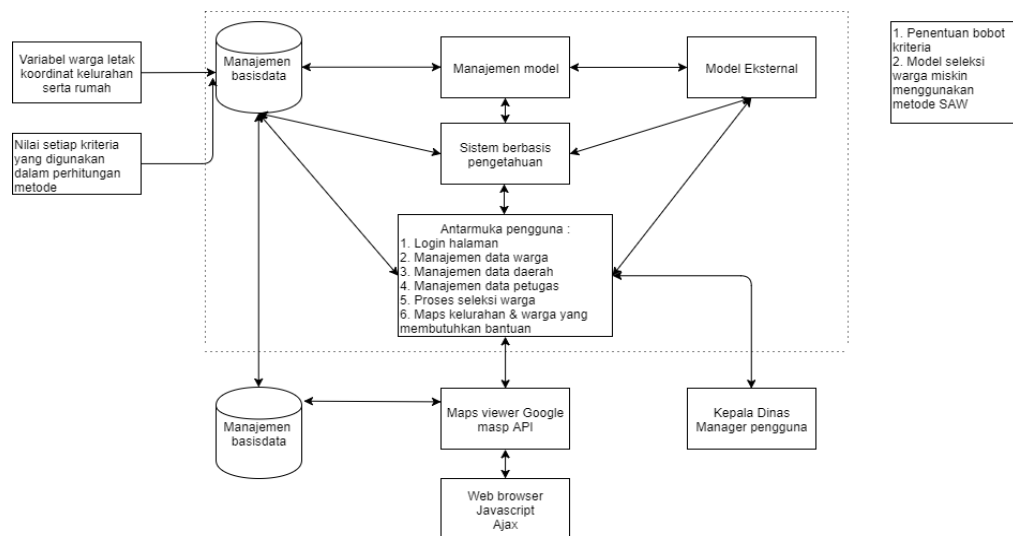 Variabel warga letak
koordinat kelurahan
serta rumah
Nilai setiap kriteria
yang digunakan
dalam perhitungan
metode
Manajemen
basisdata
Manajemen model
Model Eksternal
1. Penentuan bobot
kriteria
2. Model seleksi
warga miskin
menggunakan
metode SAW
Sistem berbasis
pengetahuan
Antarmuka pengguna :
1. Login halaman
2. Manajemen data warga
3. Manajemen data daerah
4. Manajemen data petugas
5. Proses seleksi warga
6. Maps kelurahan & warga yang
membutuhkan bantuan
Manajemen
basisdata
Maps viewer Google
masp API
Kepala Dinas
Manager pengguna
Web browser
Javascript
Ajax